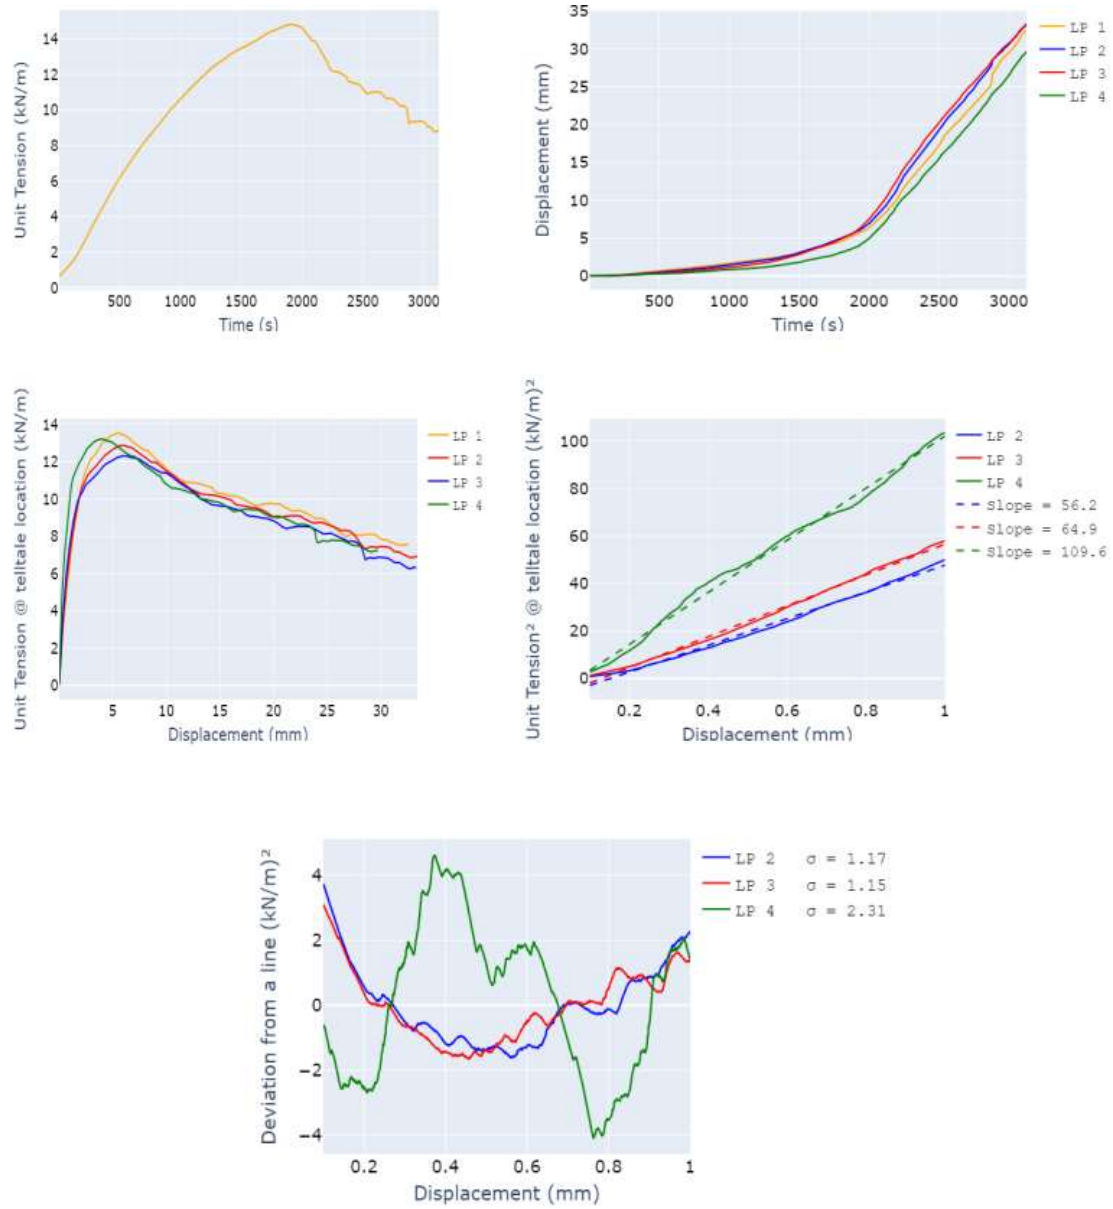 Unit Tension (kN/m)
14
12
10
8
6
4
2
0
500 1000 1500 2000 2500 3000
Time (s)
Displacement (mm)
35
30
25
20
15
10
5
0
500 1000 1500 2000 2500 3000
Time (s)
LP 1
LP 2
LP 3
LP 4
Unit Tension @ telltale location (kN/m)
14
12
10
8
6
4
2
0
5 10 15 20 25 30
Displacement (mm)
LP 1
LP 2
LP 3
LP 4
Unit Tension² @ telltale location (kN/m)²
100
80
60
40
20
0
0.2 0.4 0.6 0.8 1
Displacement (mm)
LP 2
LP 3
LP 4
Slope = 56.2
Slope = 64.9
Slope = 109.6
Deviation from a line (kN/m)²
4
2
0
−2
−4
0.2 0.4 0.6 0.8 1
Displacement (mm)
LP 2 σ = 1.17
LP 3 σ = 1.15
LP 4 σ = 2.31